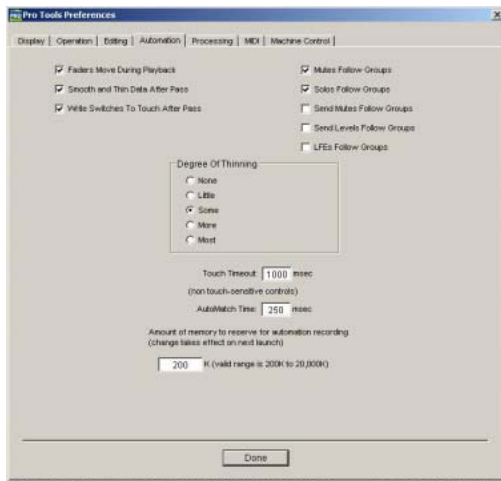 Pro Tools Preferences
Display Operation Editing Automation Processing MIDI Machine Control
Faders Move During Playback
Smooth and Thin Data After Pass
Write Switches To Touch After Pass
Mutes Follow Groups
Solos Follow Groups
Send Mutes Follow Groups
Send Levels Follow Groups
LFEs Follow Groups
Degree Of Thinning
None
Little
Some
More
Most
Touch Timeout: 1000 msec
(non touch-sensitive controls)
AutoMatch Time: 250 msec
Amount of memory to reserve for automation recording
(change takes effect on next launch)
200 K (valid range is 200K to 20,000K)
Done